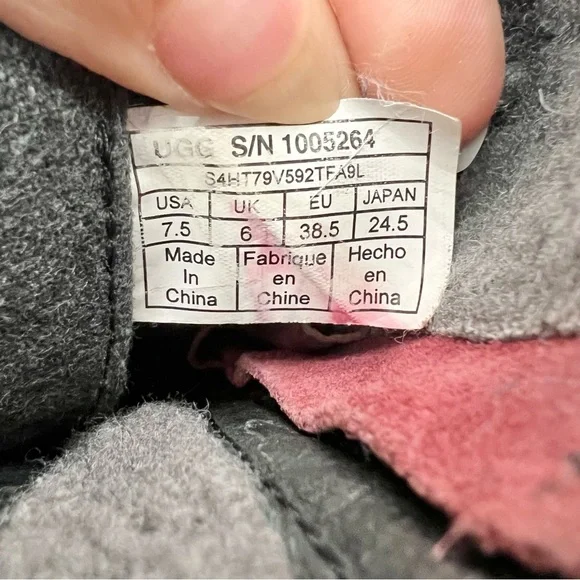 UGG S/N 1005264
S4HT79V592TFA9L
USA UK EU JAPAN
7.5 6 38.5 24.5
Made Fabrique Hecho
In en en
China Chine China